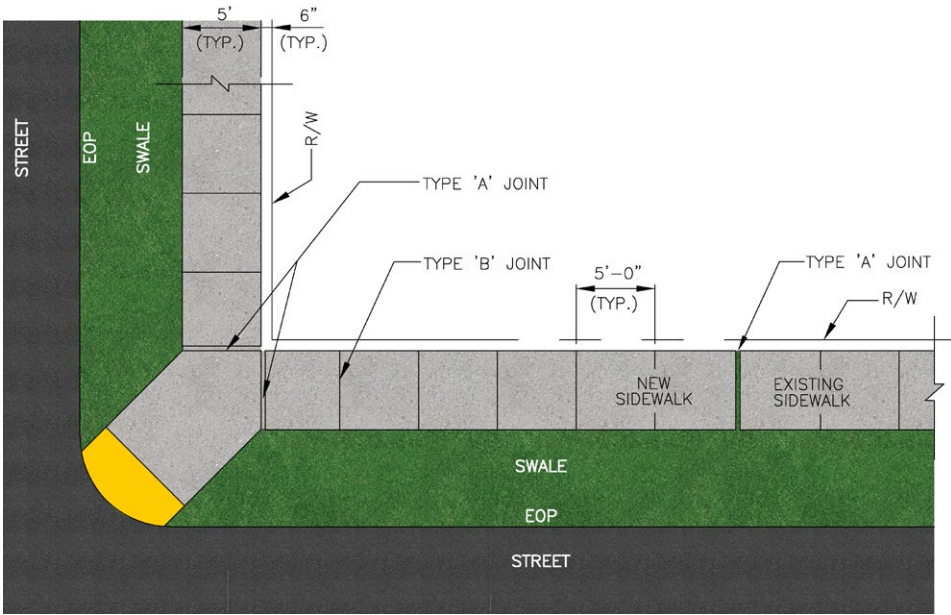 5'
(TYP.)
6"
(TYP.)
STREET
EOP
SWALE
R/W
TYPE 'A' JOINT
TYPE 'B' JOINT
5'-0"
(TYP.)
TYPE 'A' JOINT
R/W
NEW
SIDEWALK
EXISTING
SIDEWALK
SWALE
EOP
STREET